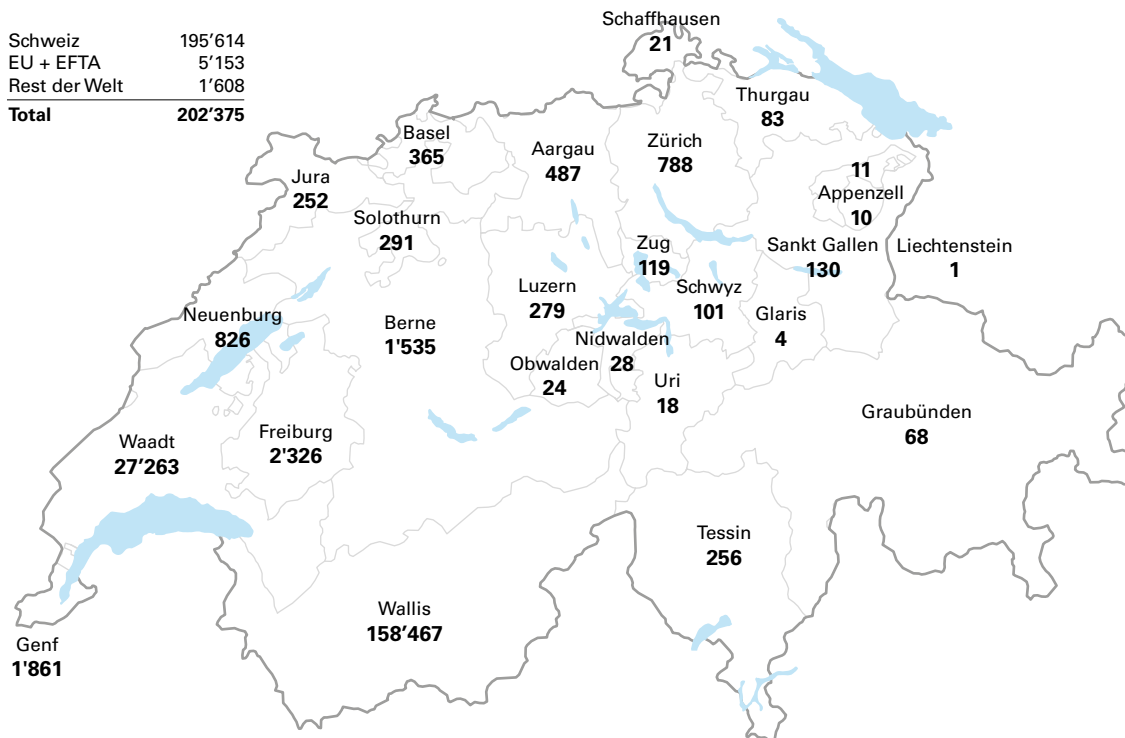 Schweiz 195’614
EU + EFTA 5’153
Rest der Welt 1’608
Total 202’375
Schaffhausen
21
Thurgau
83
Basel
365
Aargau
487
Zürich
788
Jura
252
11
Appenzell
10
Solothurn
291
Zug
119
Sankt Gallen
130
Liechtenstein
1
Luzern
279
Schwyz
101
Neuenburg
826
Berne
1'535
Glaris
4
Nidwalden
28
Obwalden
24
Uri
18
Graubünden
68
Waadt
27’263
Freiburg
2'326
Tessin
256
Wallis
158’467
Genf
1'861